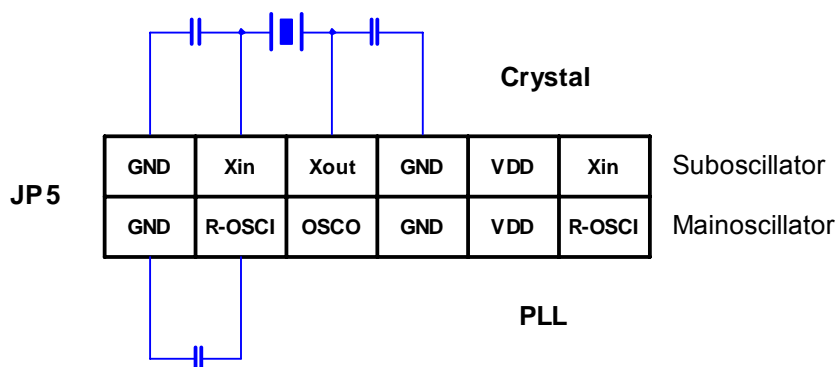 Crystal
GND Xin Xout GND VDD Xin Suboscillator
JP5
GND R-OSCI OSCO GND VDD R-OSCI Mainoscillator
PLL